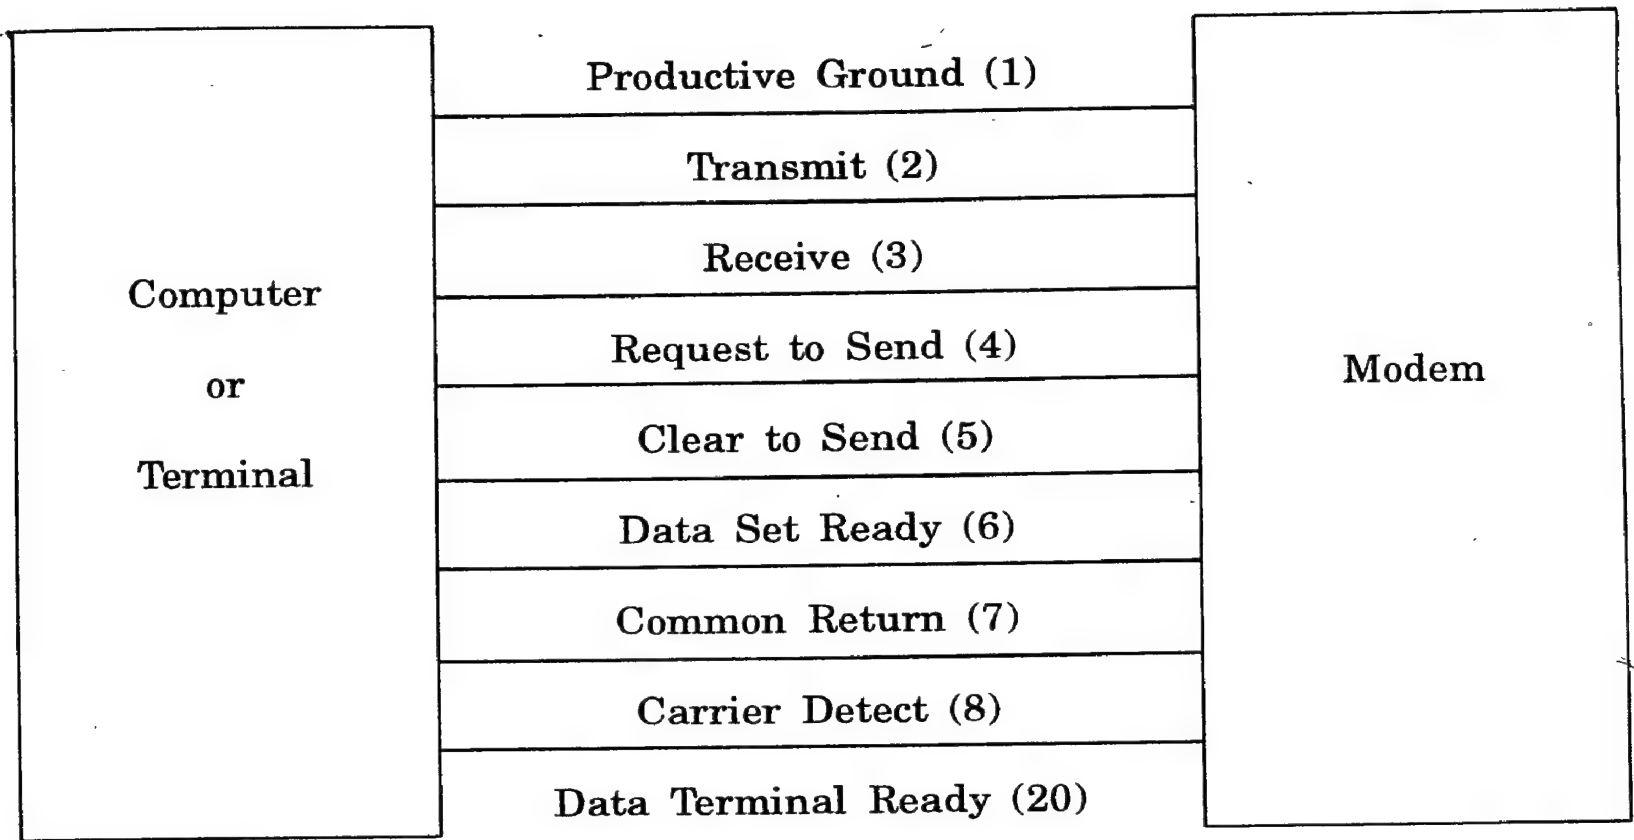 Productive Ground (1)
Transmit (2)
Receive (3)
Computer
or
Terminal
Request to Send (4)
Clear to Send (5)
Data Set Ready (6)
Common Return (7)
Carrier Detect (8)
Data Terminal Ready (20)
Modem